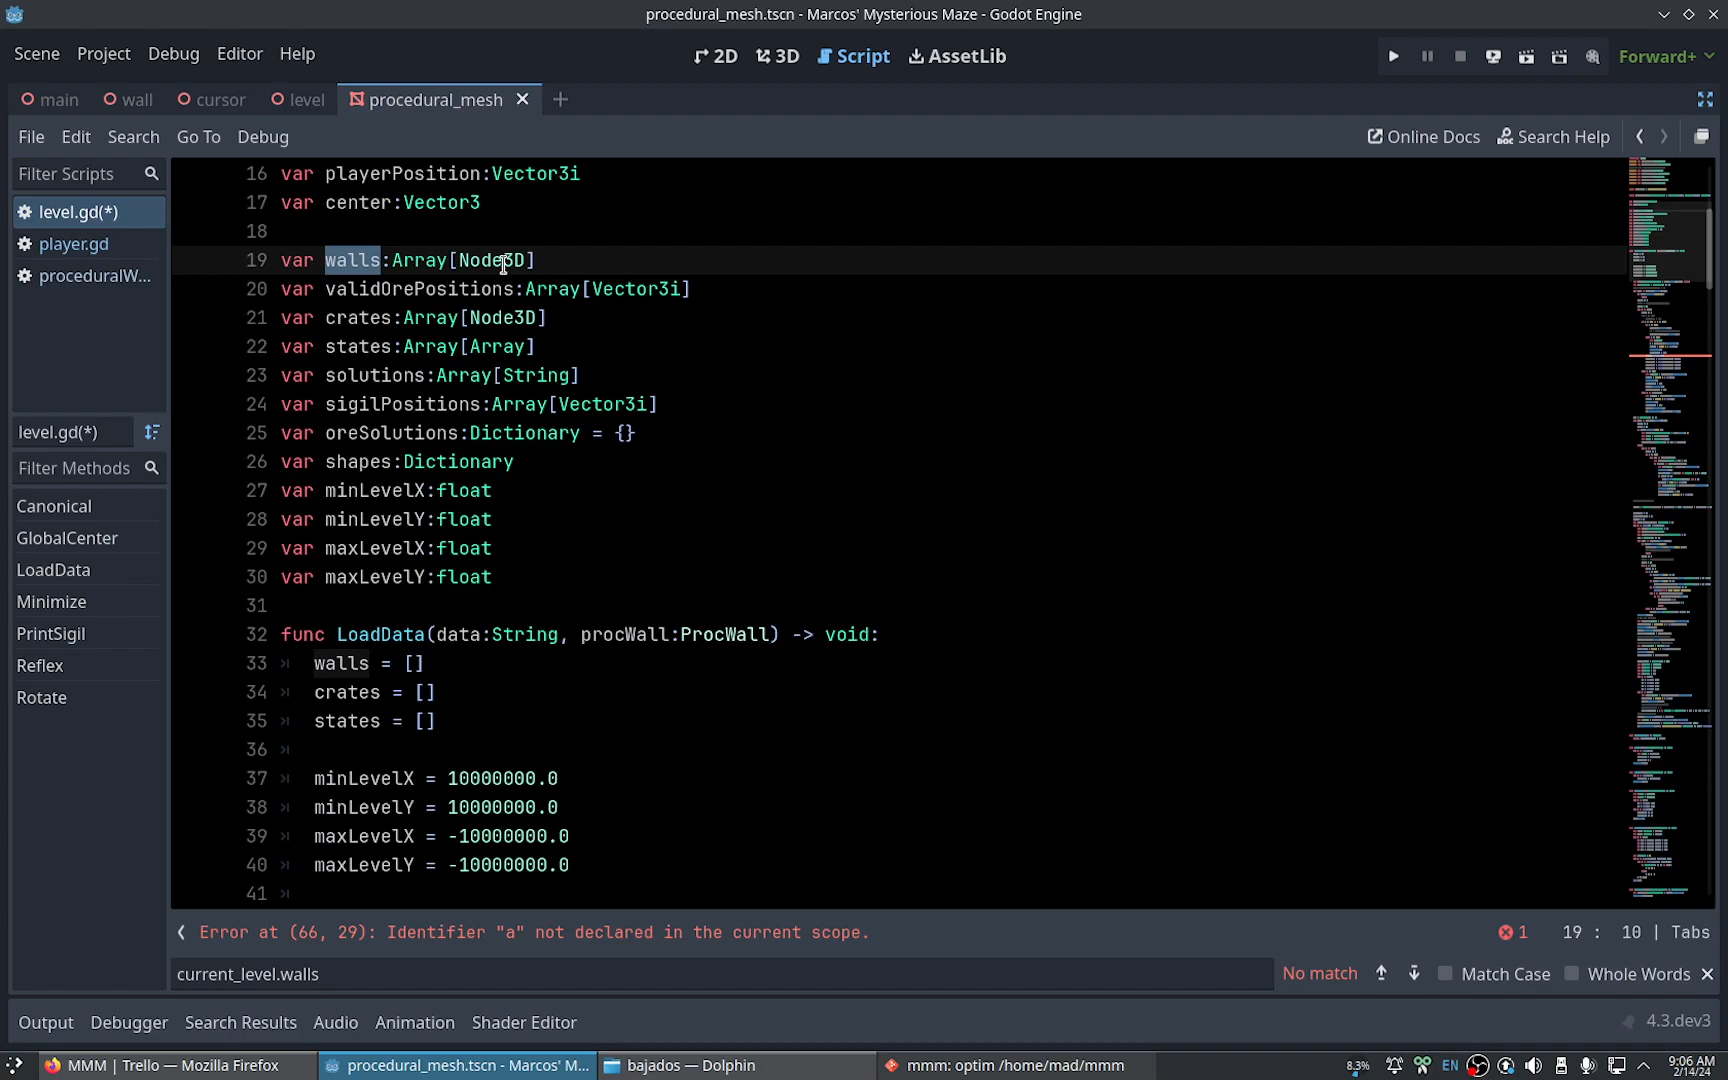 procedural_mesh.tscn - Marcos' Mysterious Maze - Godot Engine
Scene Project Debug Editor Help
2D 3D Script AssetLib
Forward+
main wall cursor level procedural_mesh
File Edit Search Go To Debug
Online Docs Search Help
Filter Scripts
level.gd(*)
player.gd
proceduralW...
level.gd(*)
Filter Methods
Canonical
GlobalCenter
LoadData
Minimize
PrintSigil
Reflex
Rotate
16 var playerPosition:Vector3i
17 var center:Vector3
18
19 var walls:Array[Node3D]
20 var validOrePositions:Array[Vector3i]
21 var crates:Array[Node3D]
22 var states:Array[Array]
23 var solutions:Array[String]
24 var sigilPositions:Array[Vector3i]
25 var oreSolutions:Dictionary = {}
26 var shapes:Dictionary
27 var minLevelX:float
28 var minLevelY:float
29 var maxLevelX:float
30 var maxLevelY:float
31
32 func LoadData(data:String, procWall:ProcWall) -> void:
33 walls = []
34 crates = []
35 states = []
36
37 minLevelX = 10000000.0
38 minLevelY = 10000000.0
39 maxLevelX = -10000000.0
40 maxLevelY = -10000000.0
41
Error at (66, 29): Identifier "a" not declared in the current scope.
1 19 : 10 | Tabs
current_level.walls
No match Match Case Whole Words
Output Debugger Search Results Audio Animation Shader Editor
4.3.dev3
MMM | Trello — Mozilla Firefox
procedural_mesh.tscn - Marcos' M...
bajados — Dolphin
mmm: optim /home/mad/mmm
8.3%
EN
9:06 AM
2/14/24